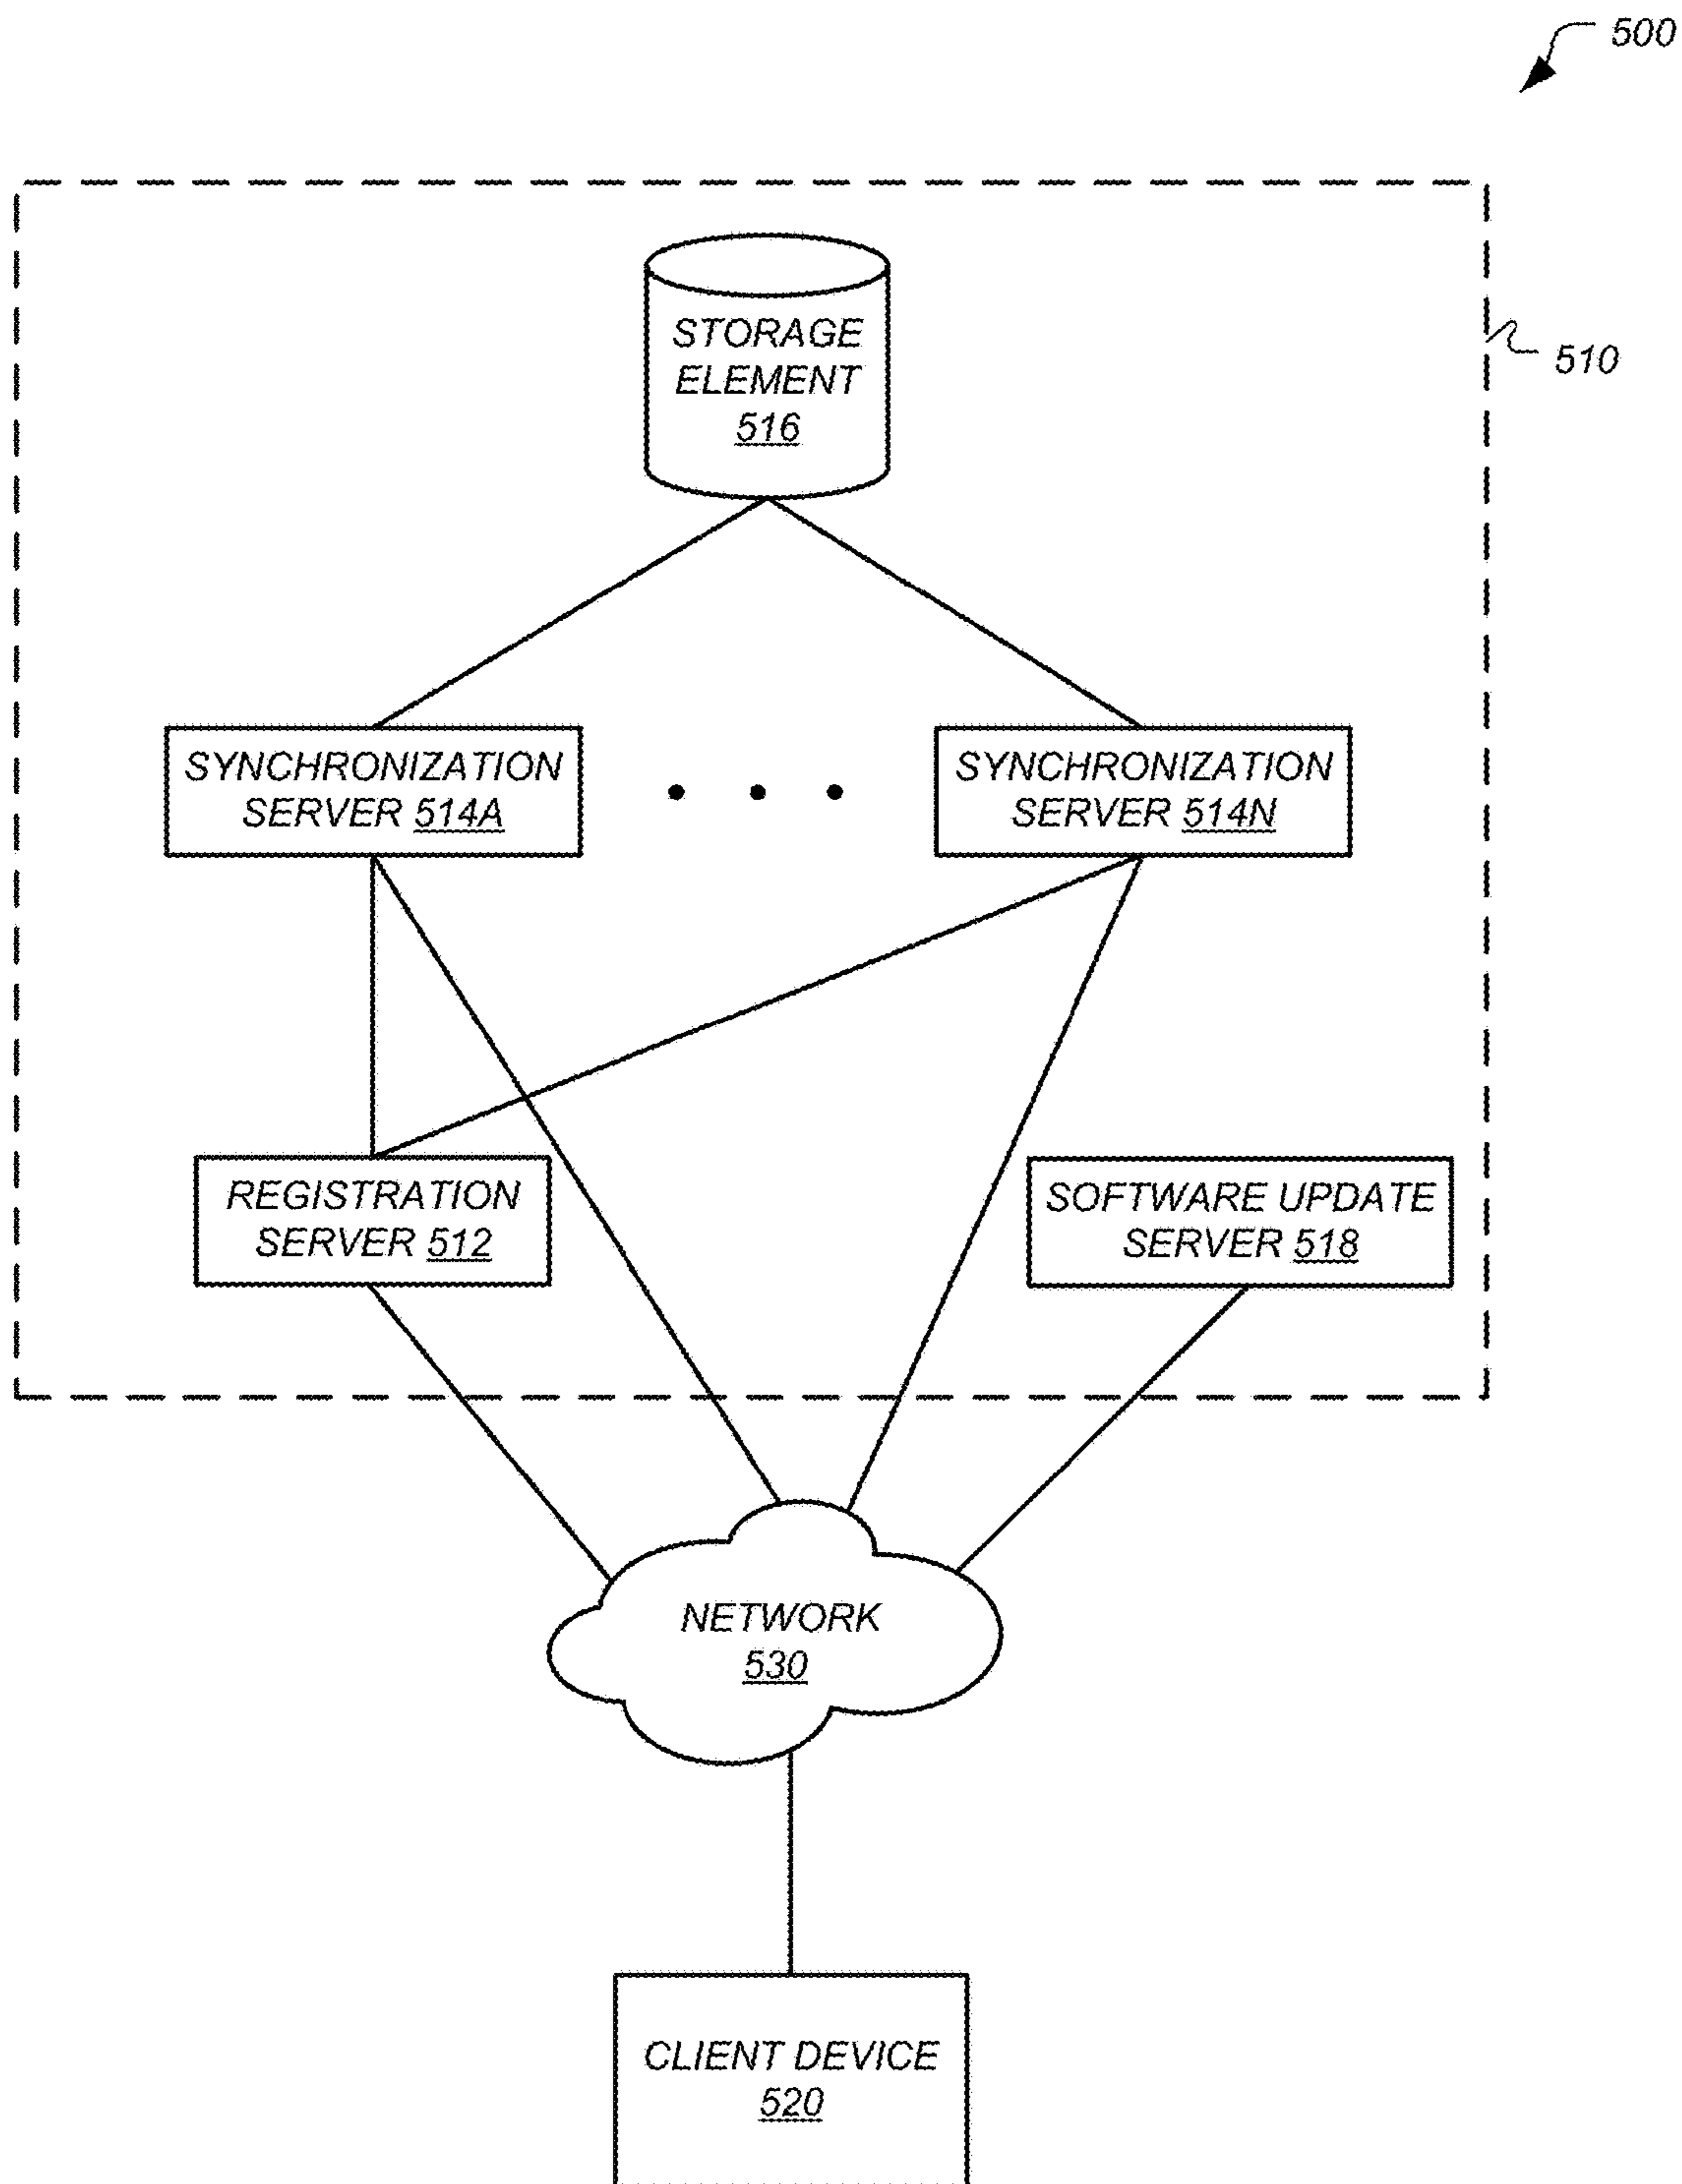 500
510
STORAGE
ELEMENT
516
SYNCHRONIZATION
SERVER 514A
SYNCHRONIZATION
SERVER 514N
REGISTRATION
SERVER 512
SOFTWARE UPDATE
SERVER 518
NETWORK
530
CLIENT DEVICE
520